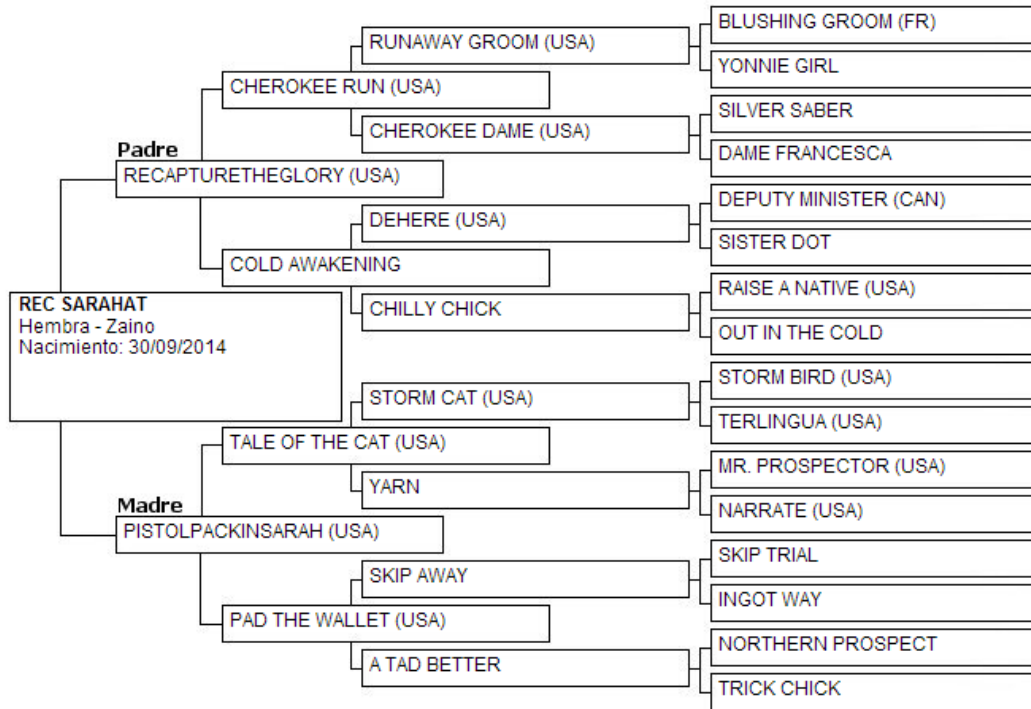 BLUSHING GROOM (FR)
RUNAWAY GROOM (USA)
YONNIE GIRL
CHEROKEE RUN (USA)
SILVER SABER
CHEROKEE DAME (USA)
DAME FRANCESCA
Padre
RECAPTURETHEGLORY (USA)
DEPUTY MINISTER (CAN)
DEHERE (USA)
SISTER DOT
COLD AWAKENING
RAISE A NATIVE (USA)
CHILLY CHICK
OUT IN THE COLD
REC SARAHAT
Hembra - Zaino
Nacimiento: 30/09/2014
STORM BIRD (USA)
STORM CAT (USA)
TERLINGUA (USA)
TALE OF THE CAT (USA)
MR. PROSPECTOR (USA)
YARN
NARRATE (USA)
Madre
PISTOLPACKINSARAH (USA)
SKIP TRIAL
SKIP AWAY
INGOT WAY
PAD THE WALLET (USA)
NORTHERN PROSPECT
A TAD BETTER
TRICK CHICK